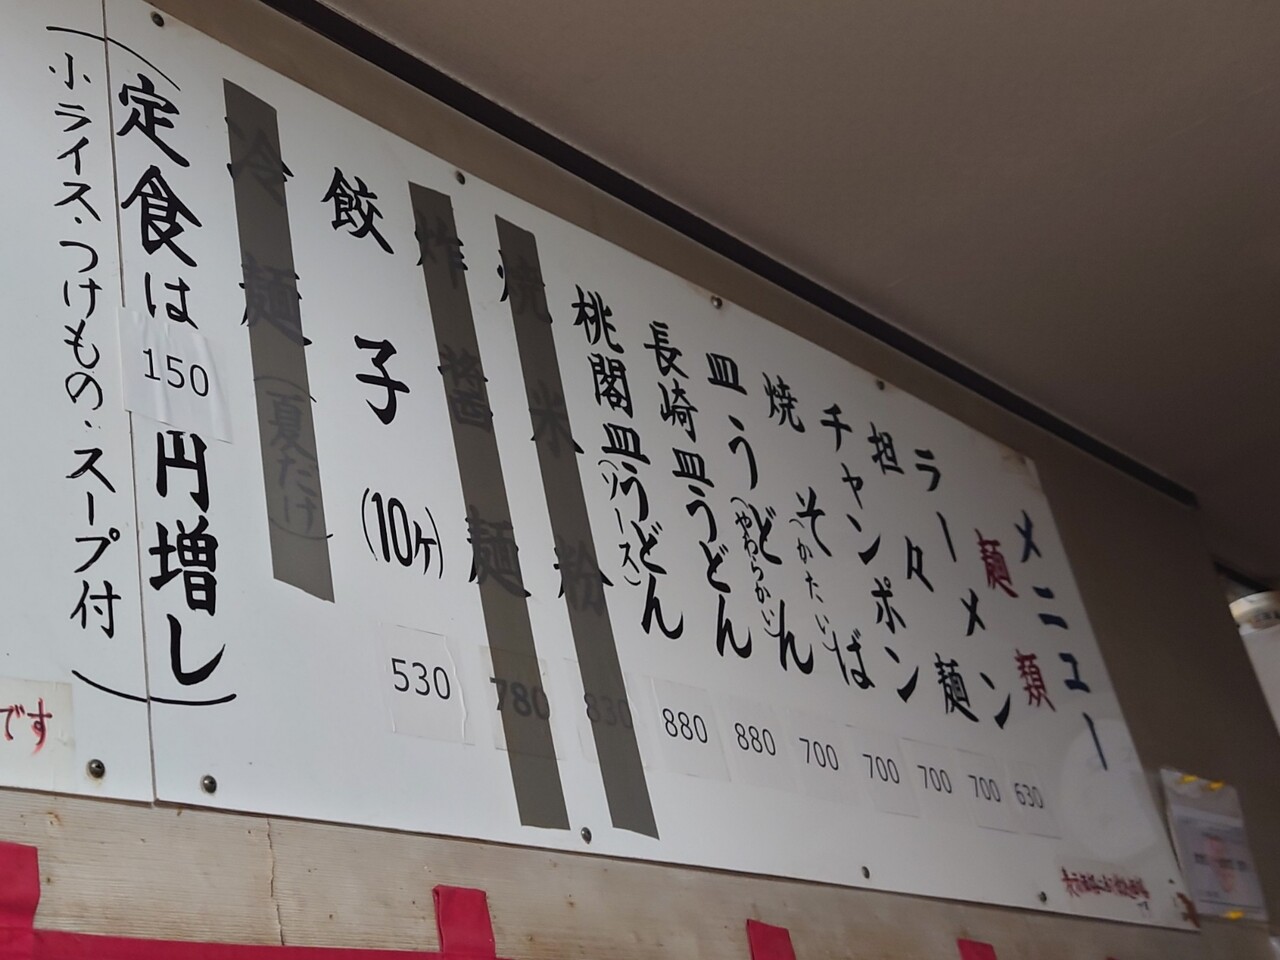 メニュー
麺類
ラーメン 630
担々麺 700
チャンポン 700
焼そば(かたい) 700
皿うどん(やわらかい) 700
長崎皿うどん 880
桃閣皿うどん(ソース) 880
焼米粉 830
炸醤麺 780
餃子(10ヶ) 530
冷麺(夏だけ)
(定食は150円増し
小ライス・つけもの・スープ付)
です